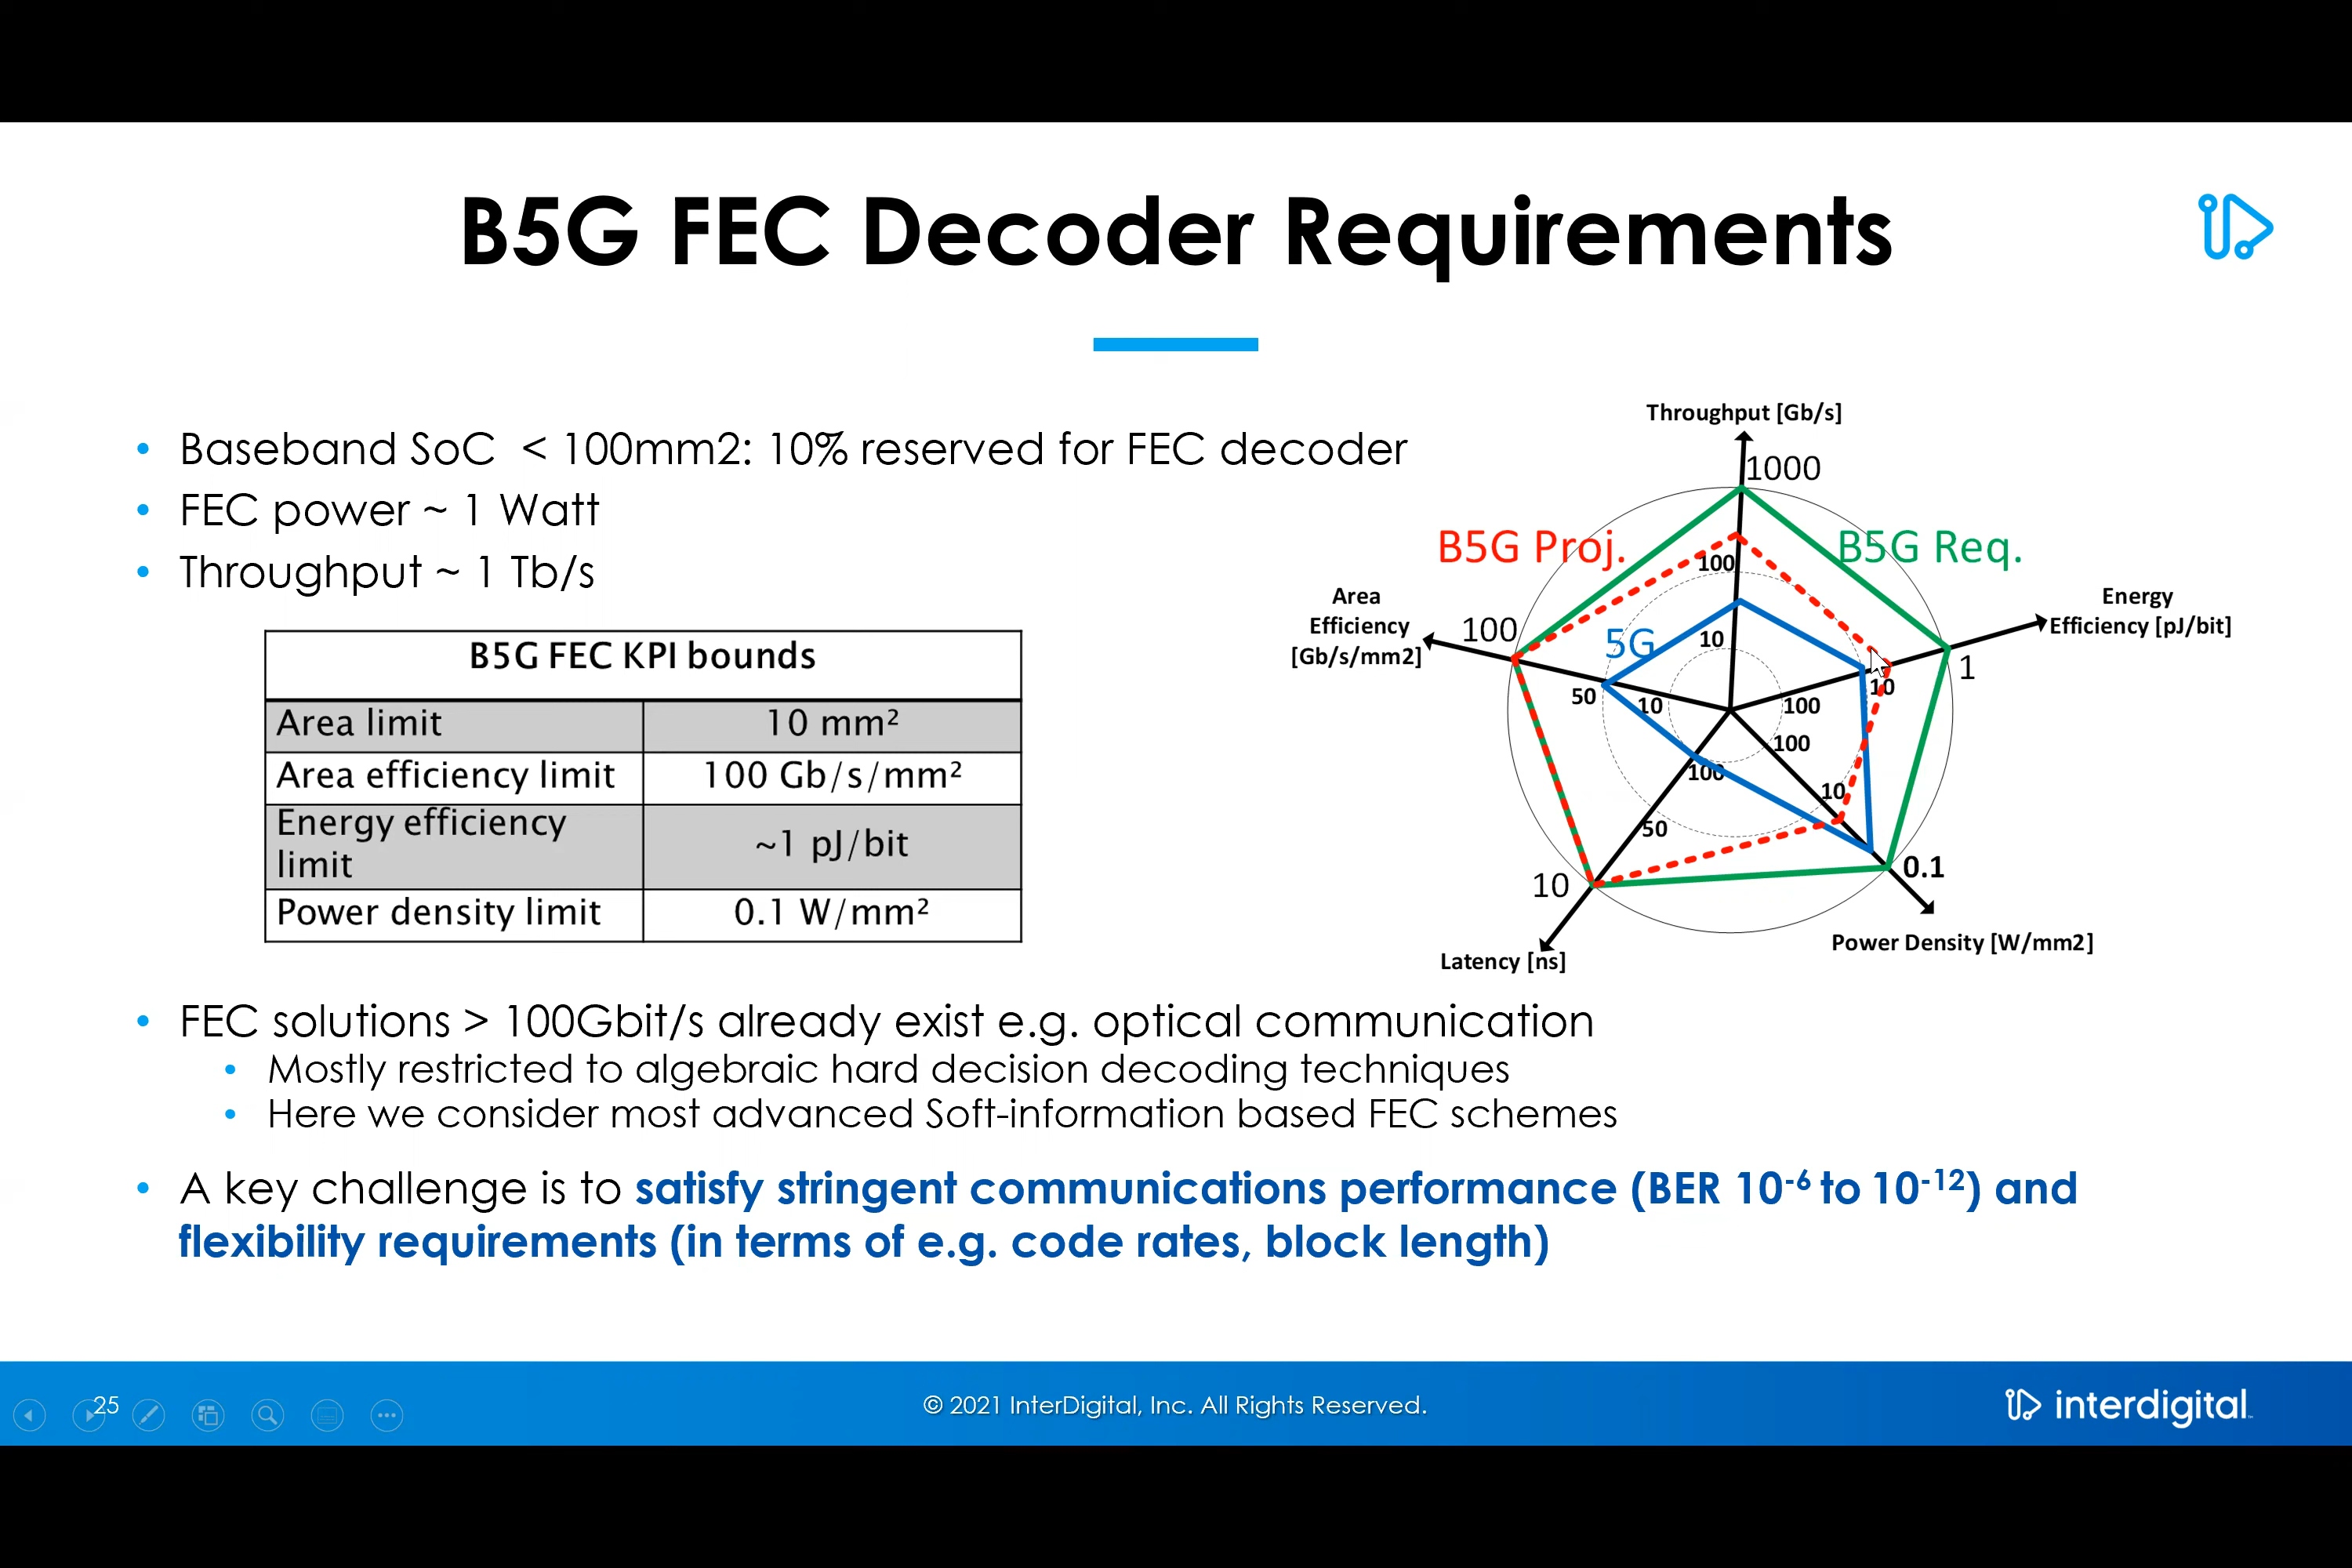 B5G FEC Decoder Requirements
• Baseband SoC < 100mm2: 10% reserved for FEC decoder
• FEC power ~ 1 Watt
• Throughput ~ 1 Tb/s
B5G FEC KPI bounds
Area limit 10 mm²
Area efficiency limit 100 Gb/s/mm²
Energy efficiency
limit
~1 pJ/bit
Power density limit 0.1 W/mm²
Throughput [Gb/s]
1000
B5G Proj.
B5G Req.
100
Area
Efficiency
[Gb/s/mm2]
100
5G
10
Energy
Efficiency [pJ/bit]
1
10
50
10
100
100
100
10
50
0.1
10
Power Density [W/mm2]
Latency [ns]
• FEC solutions > 100Gbit/s already exist e.g. optical communication
• Mostly restricted to algebraic hard decision decoding techniques
• Here we consider most advanced Soft-information based FEC schemes
• A key challenge is to satisfy stringent communications performance (BER 10⁻⁶ to 10⁻¹²) and
flexibility requirements (in terms of e.g. code rates, block length)
25
© 2021 InterDigital, Inc. All Rights Reserved.
interdigital